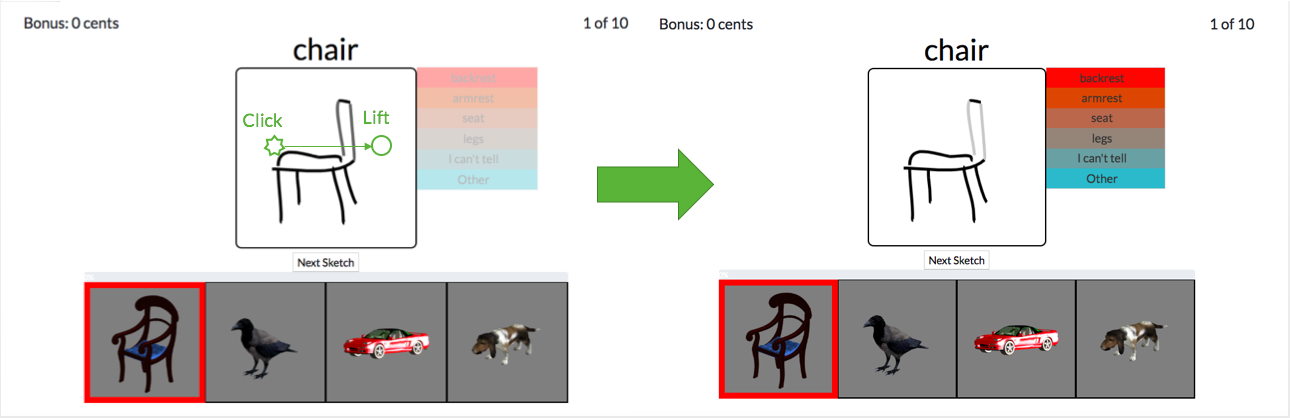 Bonus: 0 cents
1 of 10
chair
backrest
armrest
seat
legs
I can't tell
Other
Click
Lift
Next Sketch
Bonus: 0 cents
1 of 10
chair
backrest
armrest
seat
legs
I can't tell
Other
Next Sketch